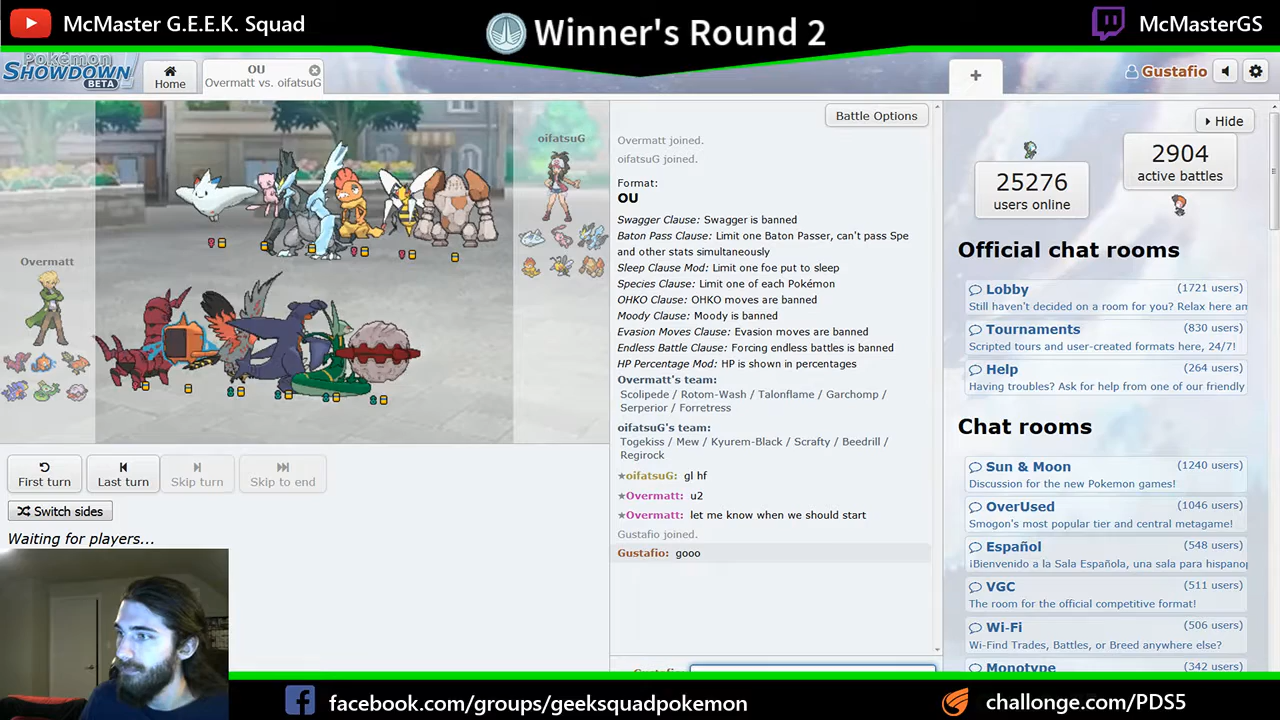 McMaster G.E.E.K. Squad
Winner's Round 2
McMasterGS
Pokémon
SHOWDOWN
BETA
Home
OU
Overmatt vs. oifatsuG
+
Gustafio
Battle Options
Overmatt joined.
oifatsuG joined.
Format:
OU
Swagger Clause: Swagger is banned
Baton Pass Clause: Limit one Baton Passer, can't pass Spe
and other stats simultaneously
Sleep Clause Mod: Limit one foe put to sleep
Species Clause: Limit one of each Pokémon
OHKO Clause: OHKO moves are banned
Moody Clause: Moody is banned
Evasion Moves Clause: Evasion moves are banned
Endless Battle Clause: Forcing endless battles is banned
HP Percentage Mod: HP is shown in percentages
Overmatt's team:
Scolipede / Rotom-Wash / Talonflame / Garchomp /
Serperior / Forretress
oifatsuG's team:
Togekiss / Mew / Kyurem-Black / Scrafty / Beedrill /
Regirock
★oifatsuG: gl hf
★Overmatt: u2
★Overmatt: let me know when we should start
Gustafio joined.
Gustafio: gooo
oifatsuG
Overmatt
First turn
Last turn
Skip turn
Skip to end
Switch sides
Waiting for players...
Hide
25276
users online
2904
active battles
Official chat rooms
Lobby (1721 users)
Still haven't decided on a room for you? Relax here an
Tournaments (830 users)
Scripted tours and user-created formats here, 24/7!
Help (264 users)
Having troubles? Ask for help from one of our friendly
Chat rooms
Sun & Moon (1240 users)
Discussion for the new Pokemon games!
OverUsed (1046 users)
Smogon's most popular tier and central metagame!
Español (548 users)
¡Bienvenido a la Sala Española, una sala para hispanop
VGC (511 users)
The room for the official competitive format!
Wi-Fi (506 users)
Wi-Find Trades, Battles, or Breed anywhere else?
Monotype (342 users)
facebook.com/groups/geeksquadpokemon
challonge.com/PDS5